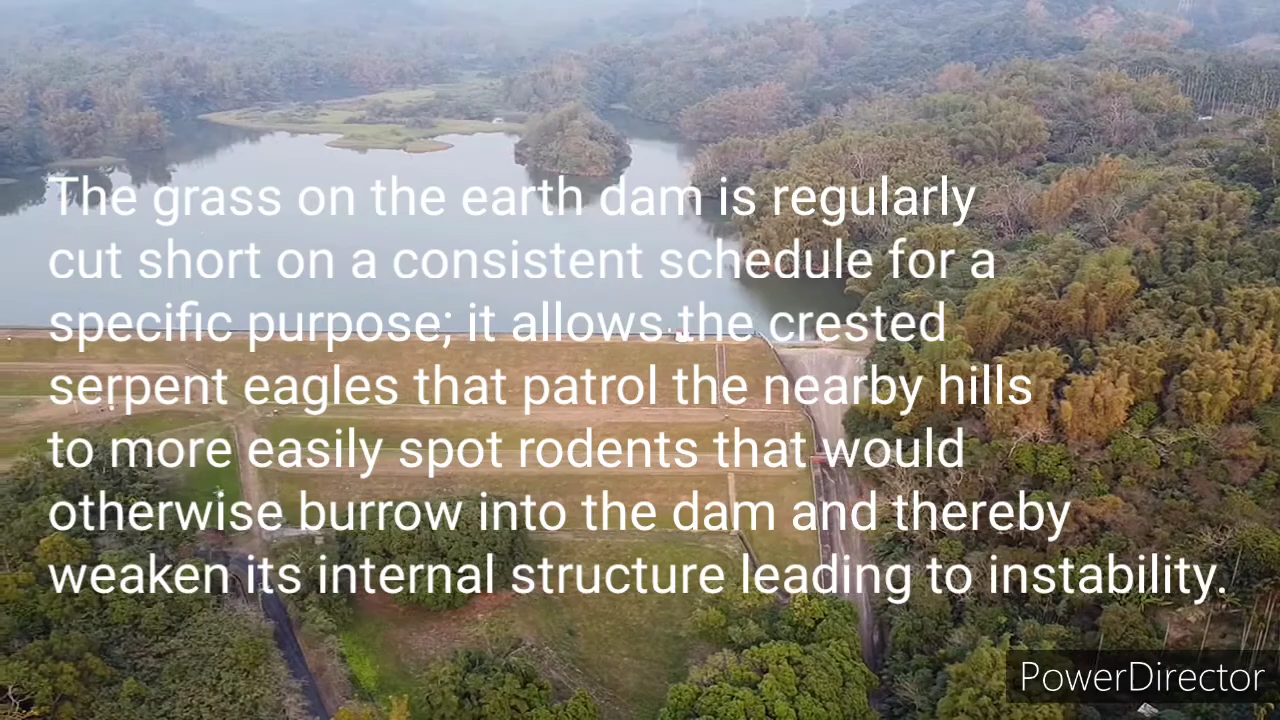 The grass on the earth dam is regularly
cut short on a consistent schedule for a
specific purpose; it allows the crested
serpent eagles that patrol the nearby hills
to more easily spot rodents that would
otherwise burrow into the dam and thereby
weaken its internal structure leading to instability.
PowerDirector